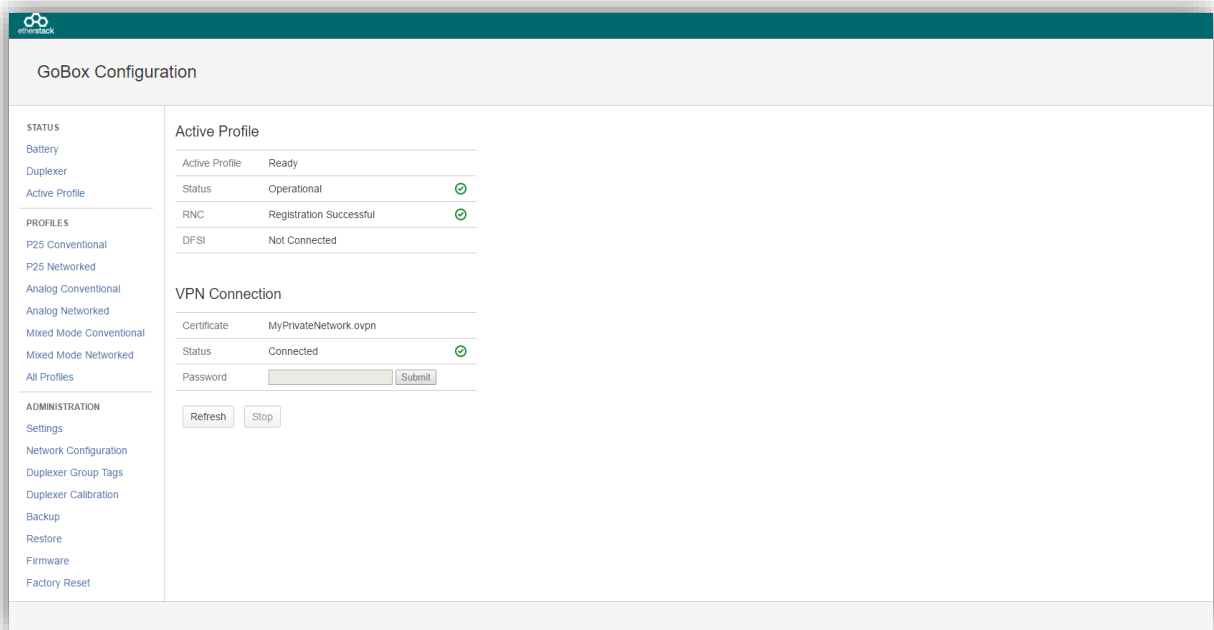 etherstack
GoBox Configuration
STATUS
Battery
Duplexer
Active Profile
PROFILES
P25 Conventional
P25 Networked
Analog Conventional
Analog Networked
Mixed Mode Conventional
Mixed Mode Networked
All Profiles
ADMINISTRATION
Settings
Network Configuration
Duplexer Group Tags
Duplexer Calibration
Backup
Restore
Firmware
Factory Reset
Active Profile
Active Profile Ready
Status Operational
RNC Registration Successful
DFSI Not Connected
VPN Connection
Certificate MyPrivateNetwork.ovpn
Status Connected
Password Submit
Refresh Stop